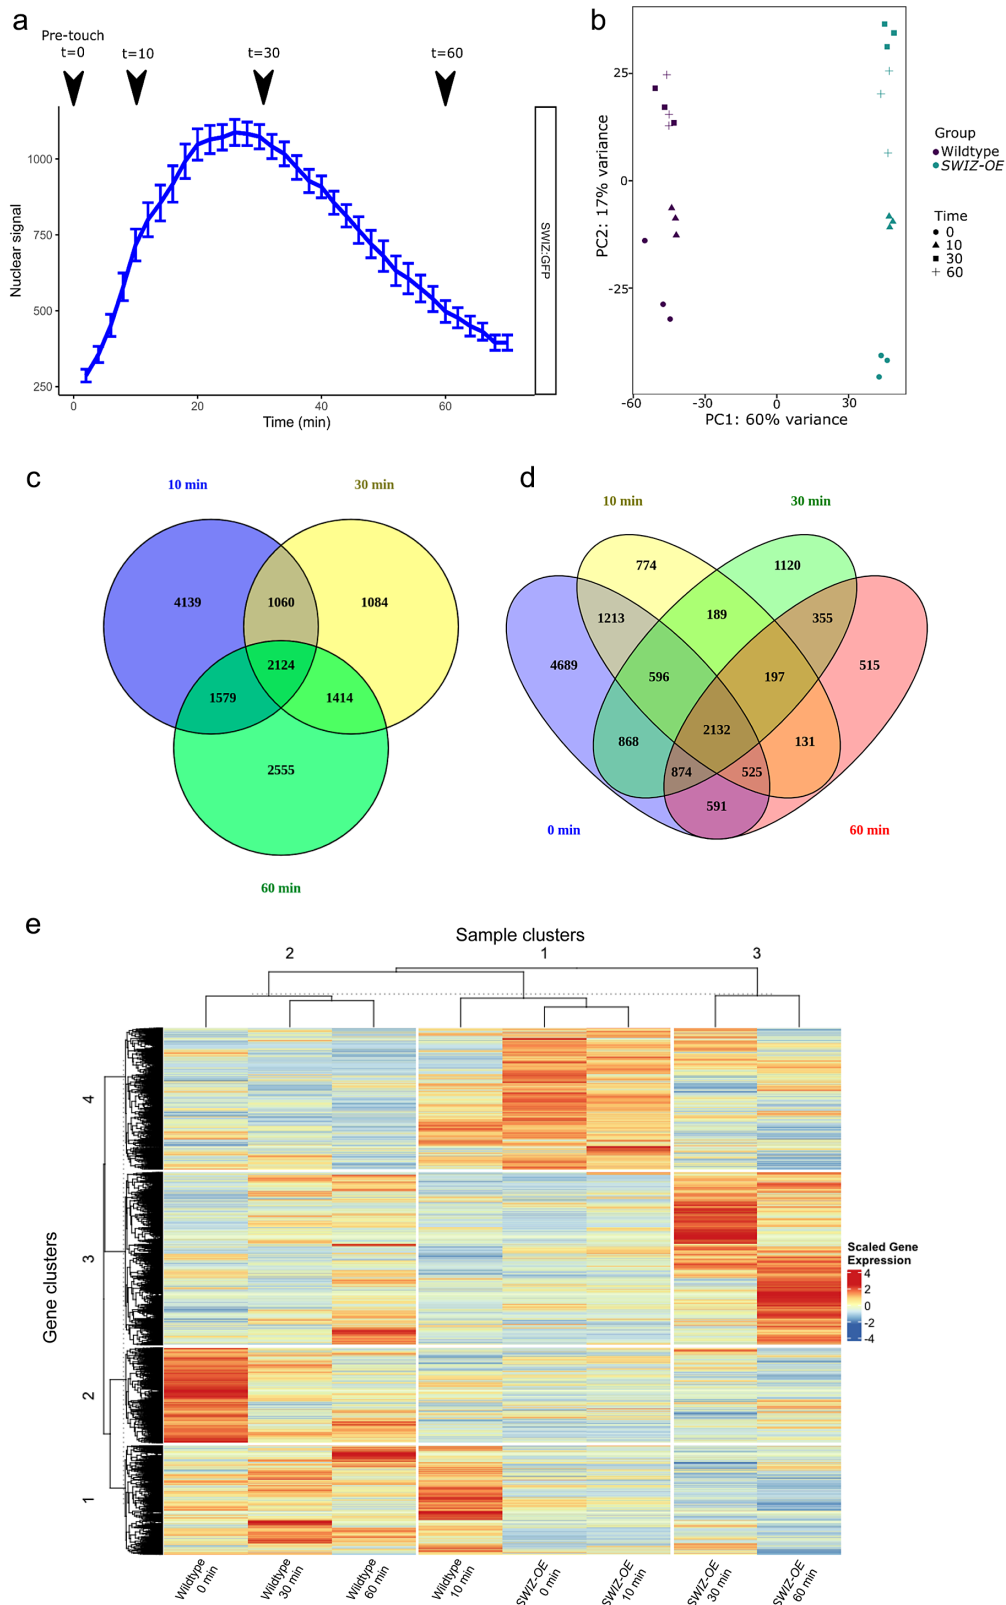 a
Pre-touch
t=0
t=10
t=30
t=60
1000
750
500
250
Nuclear signal
0
20
40
60
Time (min)
SWIZ:GFP
b
25
0
-25
PC2: 17% variance
-60
-30
0
30
PC1: 60% variance
Group
Wildtype
SWIZ-OE
Time
0
10
30
60
c
10 min
30 min
4139
1060
1084
2124
1579
1414
2555
60 min
d
10 min
30 min
774
1120
1213
189
355
4689
596
197
515
868
2132
131
874
525
591
0 min
60 min
e
Sample clusters
2
1
3
Gene clusters
4
3
2
1
Scaled Gene
Expression
4
2
0
-2
-4
Wildtype
0 min
Wildtype
30 min
Wildtype
60 min
Wildtype
10 min
SWIZ-OE
0 min
SWIZ-OE
10 min
SWIZ-OE
30 min
SWIZ-OE
60 min